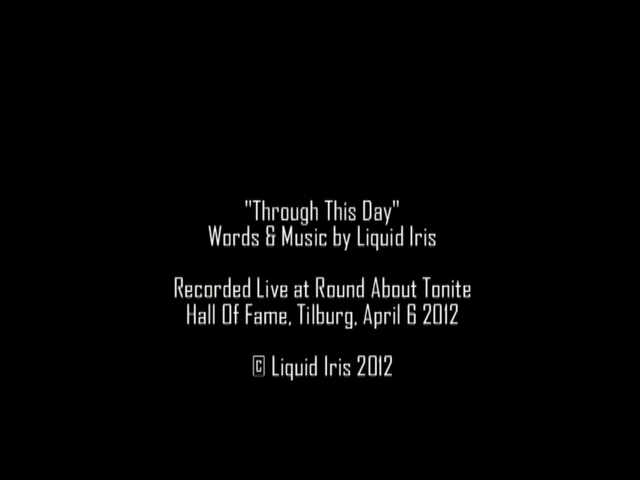 "Through This Day"
Words & Music by Liquid Iris
Recorded Live at Round About Tonite
Hall Of Fame, Tilburg, April 6 2012
© Liquid Iris 2012